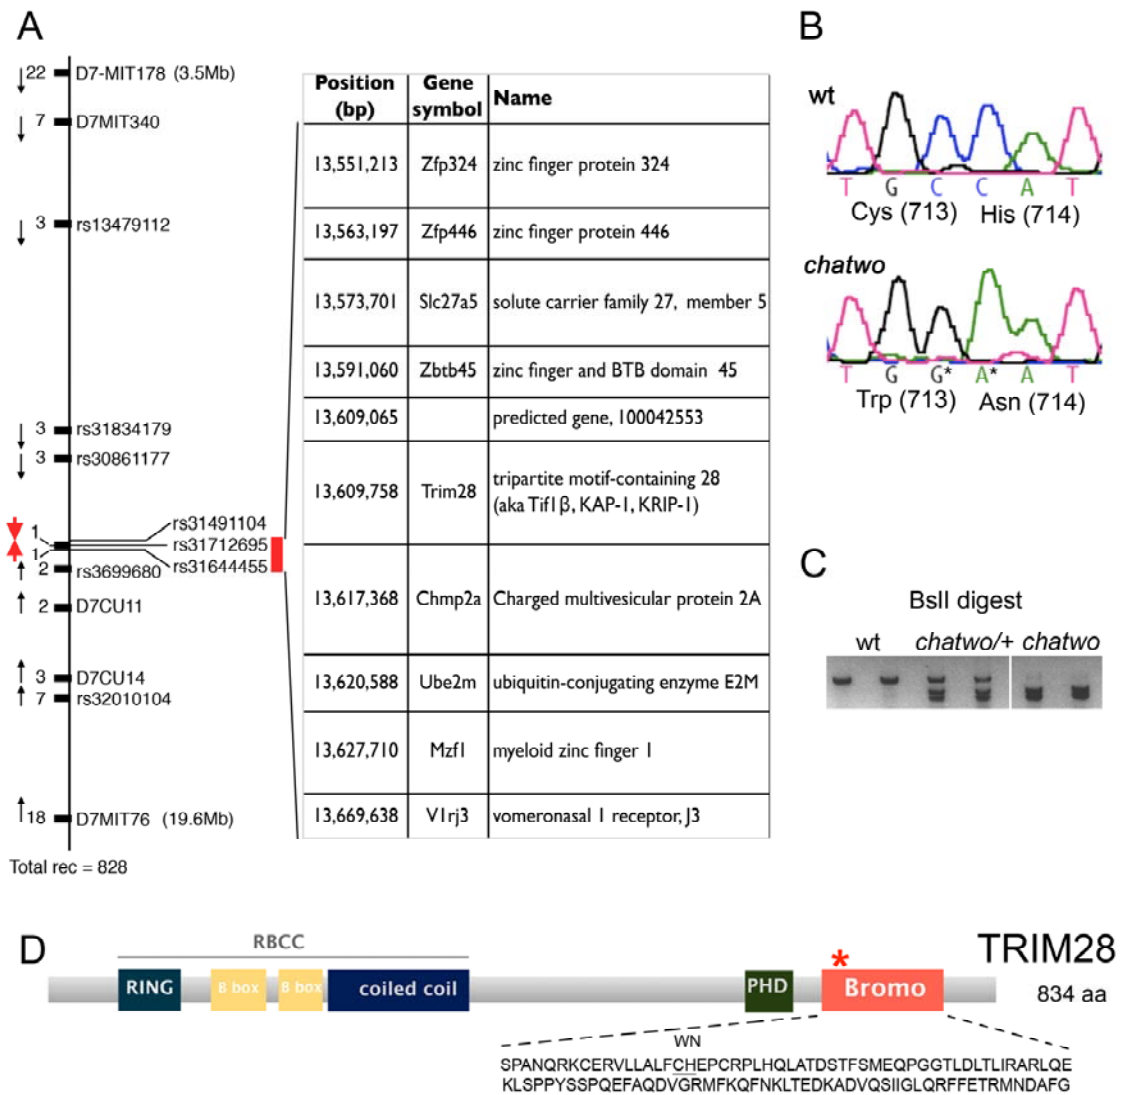 A
22 D7-MIT178 (3.5Mb)
7 D7MIT340
3 rs13479112
3 rs31834179
3 rs30861177
rs31491104
1 rs31712695
1 rs31644455
2 rs3699680
2 D7CU11
3 D7CU14
7 rs32010104
18 D7MIT76 (19.6Mb)
Total rec = 828
Position (bp) Gene symbol Name
13,551,213 Zfp324 zinc finger protein 324
13,563,197 Zfp446 zinc finger protein 446
13,573,701 Slc27a5 solute carrier family 27, member 5
13,591,060 Zbtb45 zinc finger and BTB domain 45
13,609,065 predicted gene, 100042553
13,609,758 Trim28 tripartite motif-containing 28
(aka Tif1β, KAP-1, KRIP-1)
13,617,368 Chmp2a Charged multivesicular protein 2A
13,620,588 Ube2m ubiquitin-conjugating enzyme E2M
13,627,710 Mzf1 myeloid zinc finger 1
13,669,638 V1rj3 vomeronasal 1 receptor, J3
B
wt
T G C C A T
Cys (713) His (714)
chatwo
T G G* A* A T
Trp (713) Asn (714)
C
BslI digest
wt chatwo/+ chatwo
D
RBCC
TRIM28
RING B box B box coiled coil PHD * Bromo
834 aa
WN
SPANQRKCERVLLALFCHEPCRPLHQLATDSTFSMEQPGGTLDLTLIRARLQE
KLSPPYSSPQEFAQDVGRMFKQFNKLTEDKADVQSIIGLQRFFETRMNDAFG